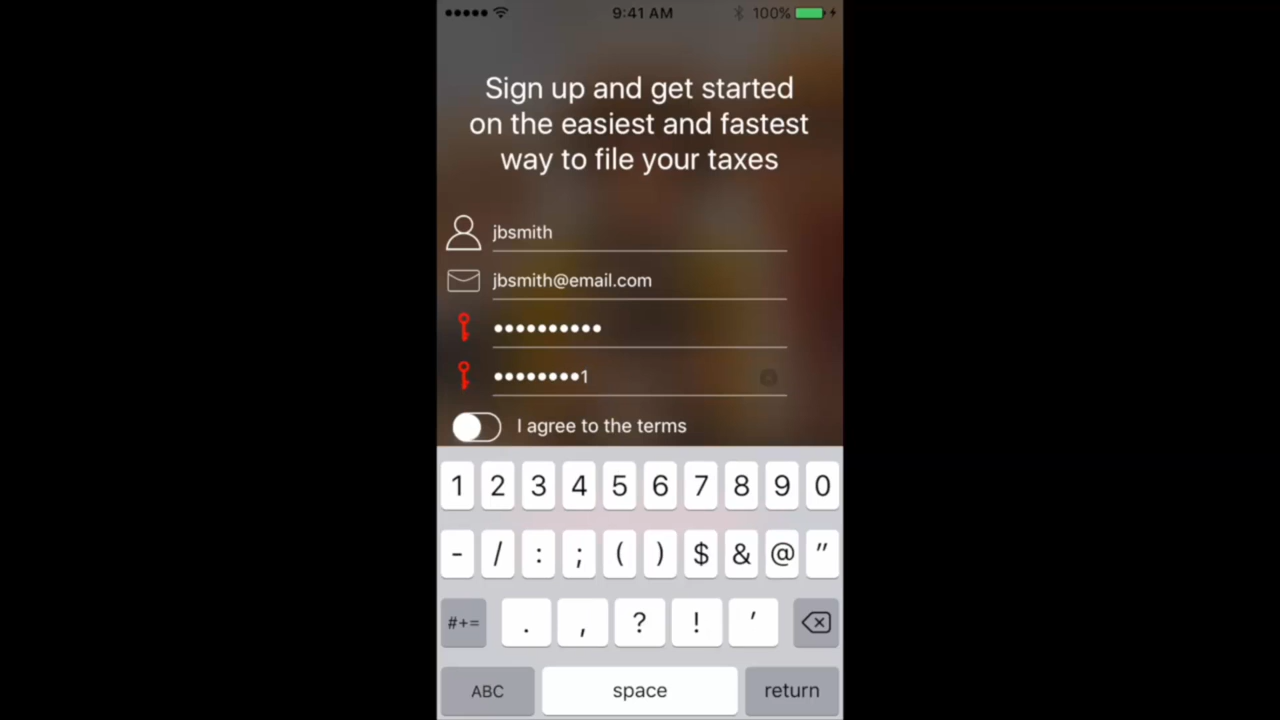 9:41 AM
100%
Sign up and get started
on the easiest and fastest
way to file your taxes
jbsmith
jbsmith@email.com
••••••••••
••••••••1
I agree to the terms
1 2 3 4 5 6 7 8 9 0
- / : ; ( ) $ & @ "
#+= . , ? ! '
ABC space return